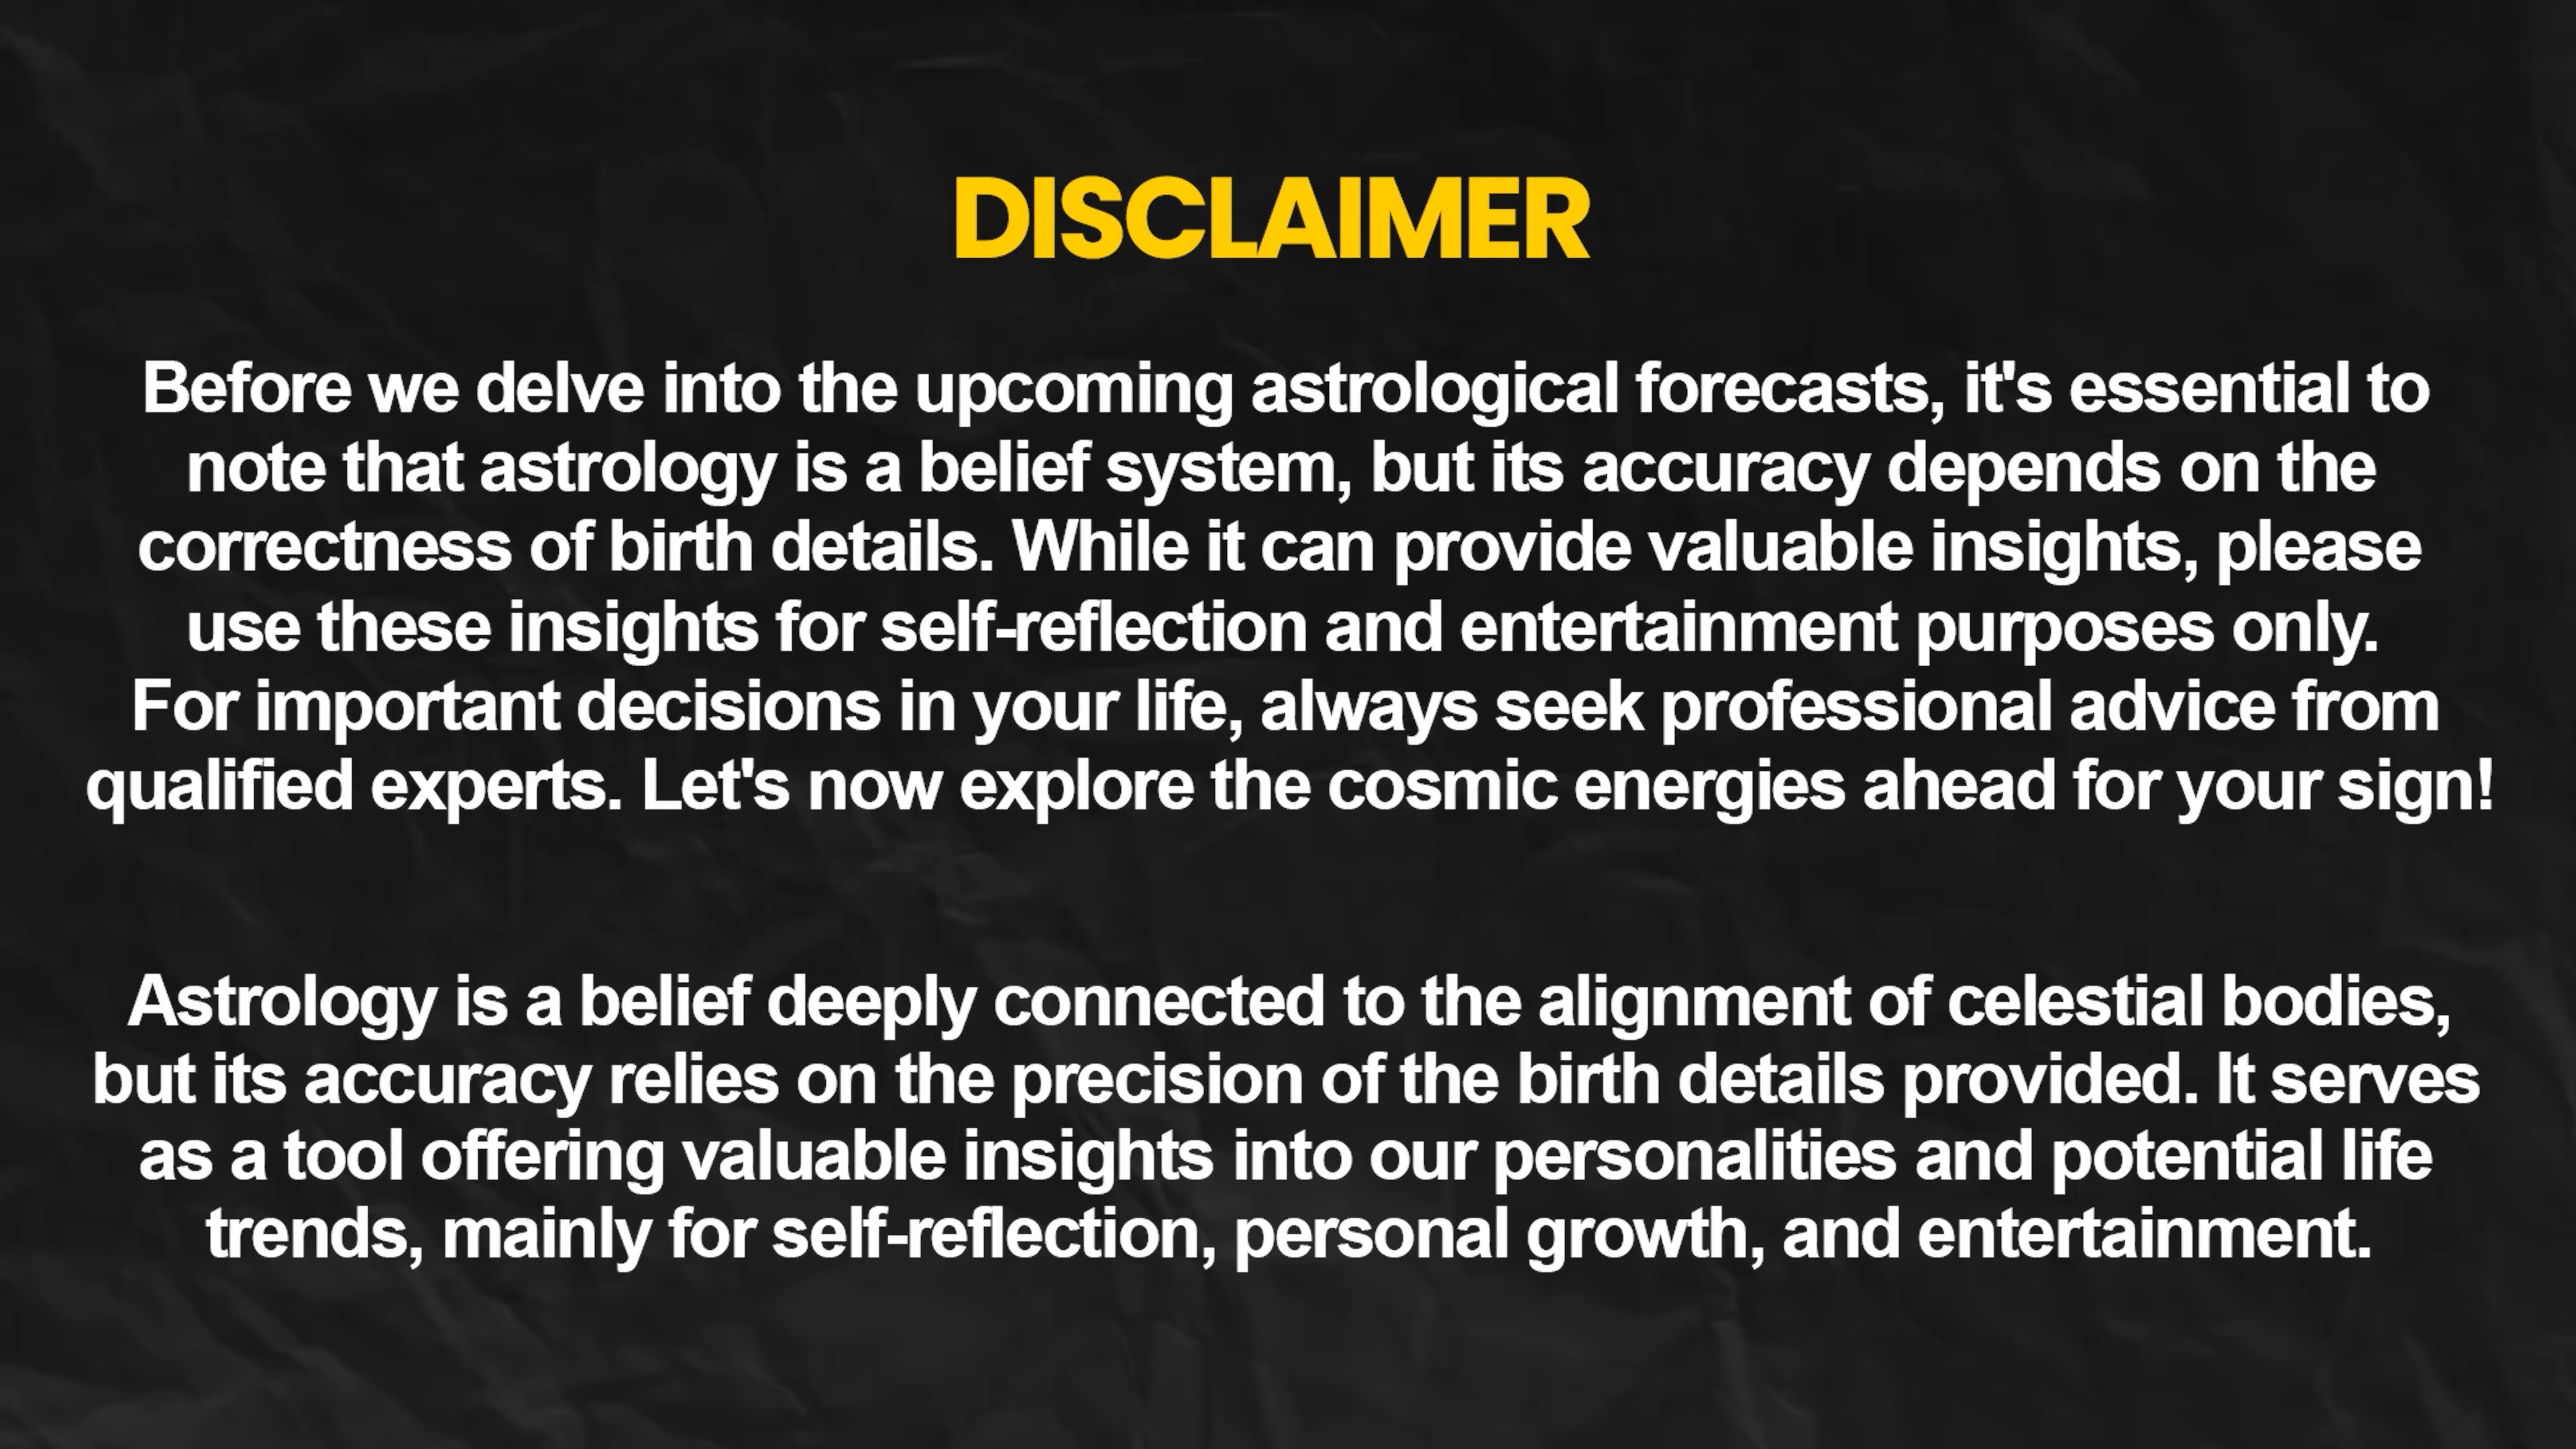 DISCLAIMER
Before we delve into the upcoming astrological forecasts, it's essential to
note that astrology is a belief system, but its accuracy depends on the
correctness of birth details. While it can provide valuable insights, please
use these insights for self-reflection and entertainment purposes only.
For important decisions in your life, always seek professional advice from
qualified experts. Let's now explore the cosmic energies ahead for your sign!
Astrology is a belief deeply connected to the alignment of celestial bodies,
but its accuracy relies on the precision of the birth details provided. It serves
as a tool offering valuable insights into our personalities and potential life
trends, mainly for self-reflection, personal growth, and entertainment.